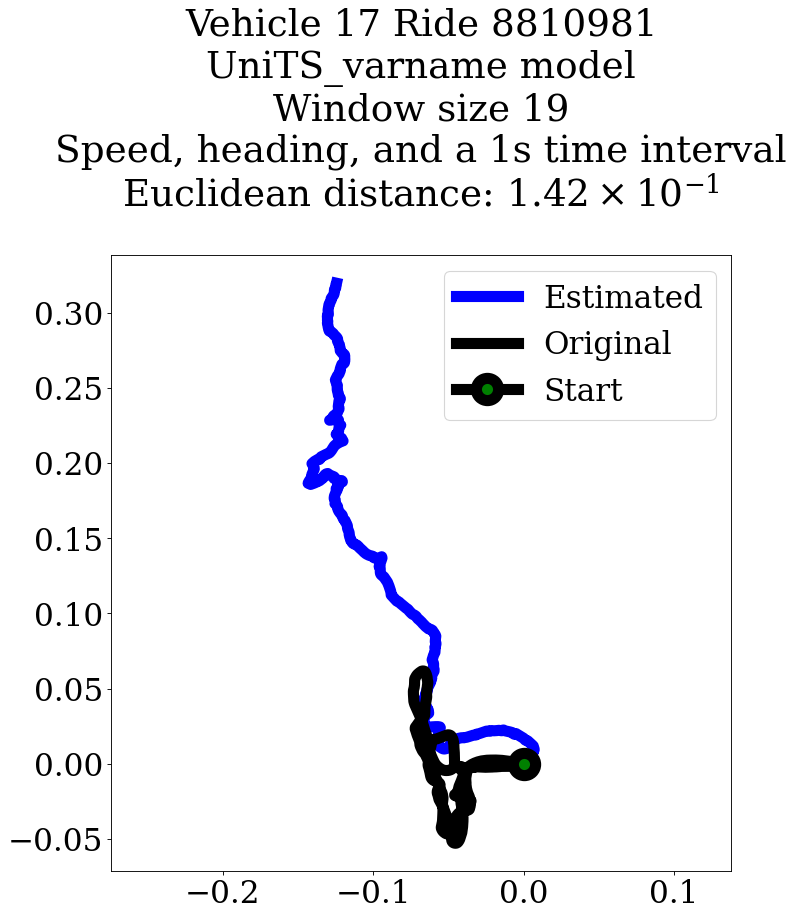 Vehicle 17 Ride 8810981
UniTS_varname model
Window size 19
Speed, heading, and a 1s time interval
Euclidean distance: 1.42 × 10⁻¹
Estimated
Original
Start
0.30
0.25
0.20
0.15
0.10
0.05
0.00
−0.05
−0.2
−0.1
0.0
0.1